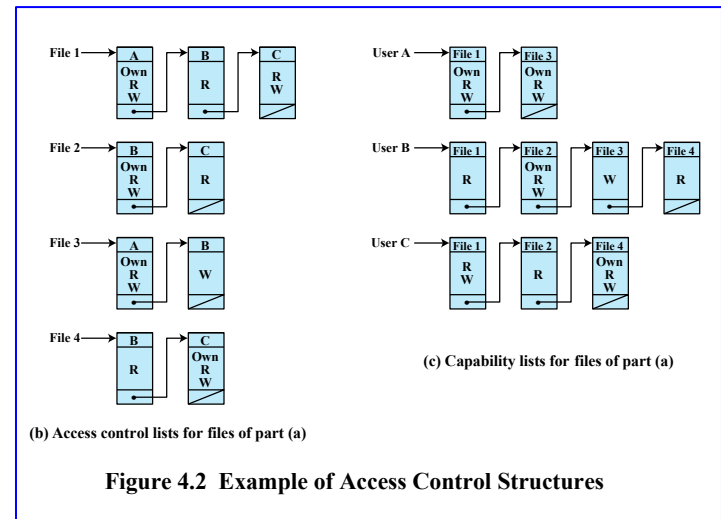 File 1
A
Own
R
W
B
R
C
R
W
File 2
B
Own
R
W
C
R
File 3
A
Own
R
W
B
W
File 4
B
R
C
Own
R
W
(b) Access control lists for files of part (a)
User A
File 1
Own
R
W
File 3
Own
R
W
User B
File 1
R
File 2
Own
R
W
File 3
W
File 4
R
User C
File 1
R
W
File 2
R
File 4
Own
R
W
(c) Capability lists for files of part (a)
Figure 4.2 Example of Access Control Structures